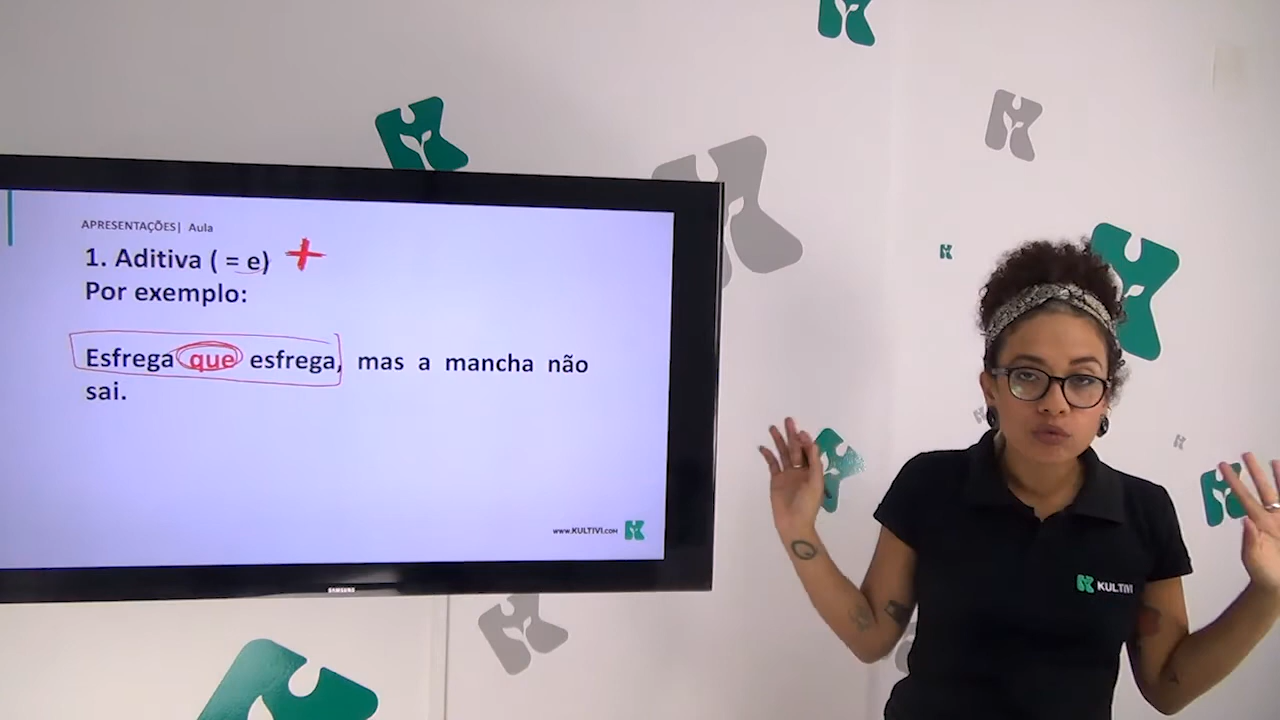 APRESENTAÇÕES| Aula
1. Aditiva ( = e) +
Por exemplo:
Esfrega que esfrega, mas a mancha não
sai.
WWW.KULTIVI.COM
SAMSUNG
KULTIVI